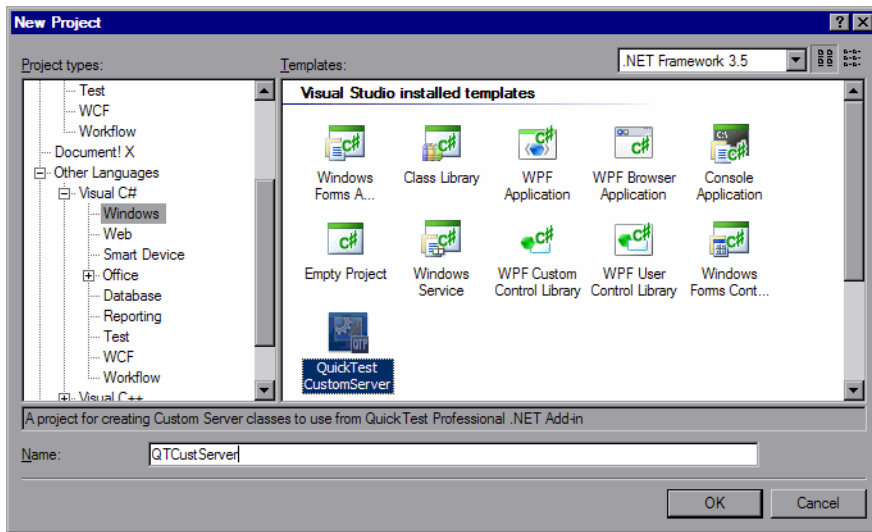 New Project
Project types:
Templates:
.NET Framework 3.5
Test
WCF
Workflow
Document! X
Other Languages
Visual C#
Windows
Web
Smart Device
Office
Database
Reporting
Test
WCF
Workflow
Visual C++
Visual Studio installed templates
Windows
Forms A...
Class Library
WPF
Application
WPF Browser
Application
Console
Application
Empty Project
Windows
Service
WPF Custom
Control Library
WPF User
Control Library
Windows
Forms Cont...
QuickTest
CustomServer
A project for creating Custom Server classes to use from QuickTest Professional .NET Add-in
Name:
QTCustServer
OK
Cancel